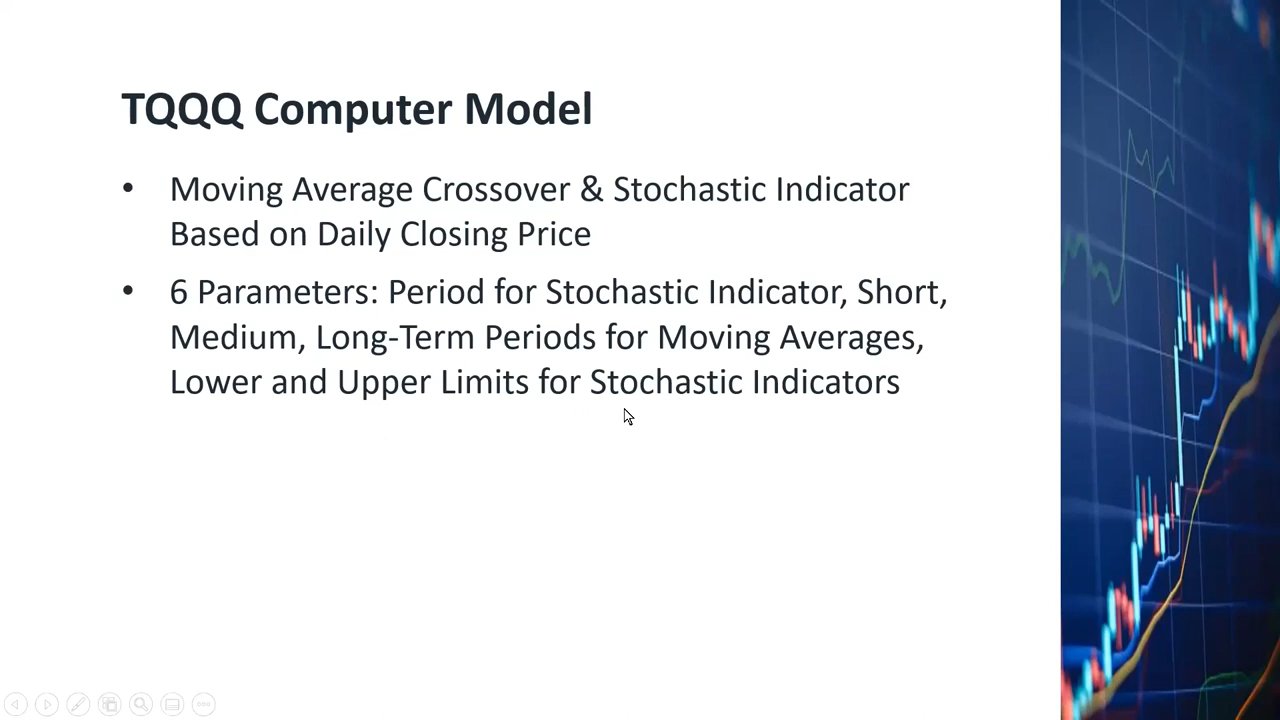 TQQQ Computer Model
• Moving Average Crossover & Stochastic Indicator
Based on Daily Closing Price
• 6 Parameters: Period for Stochastic Indicator, Short,
Medium, Long-Term Periods for Moving Averages,
Lower and Upper Limits for Stochastic Indicators